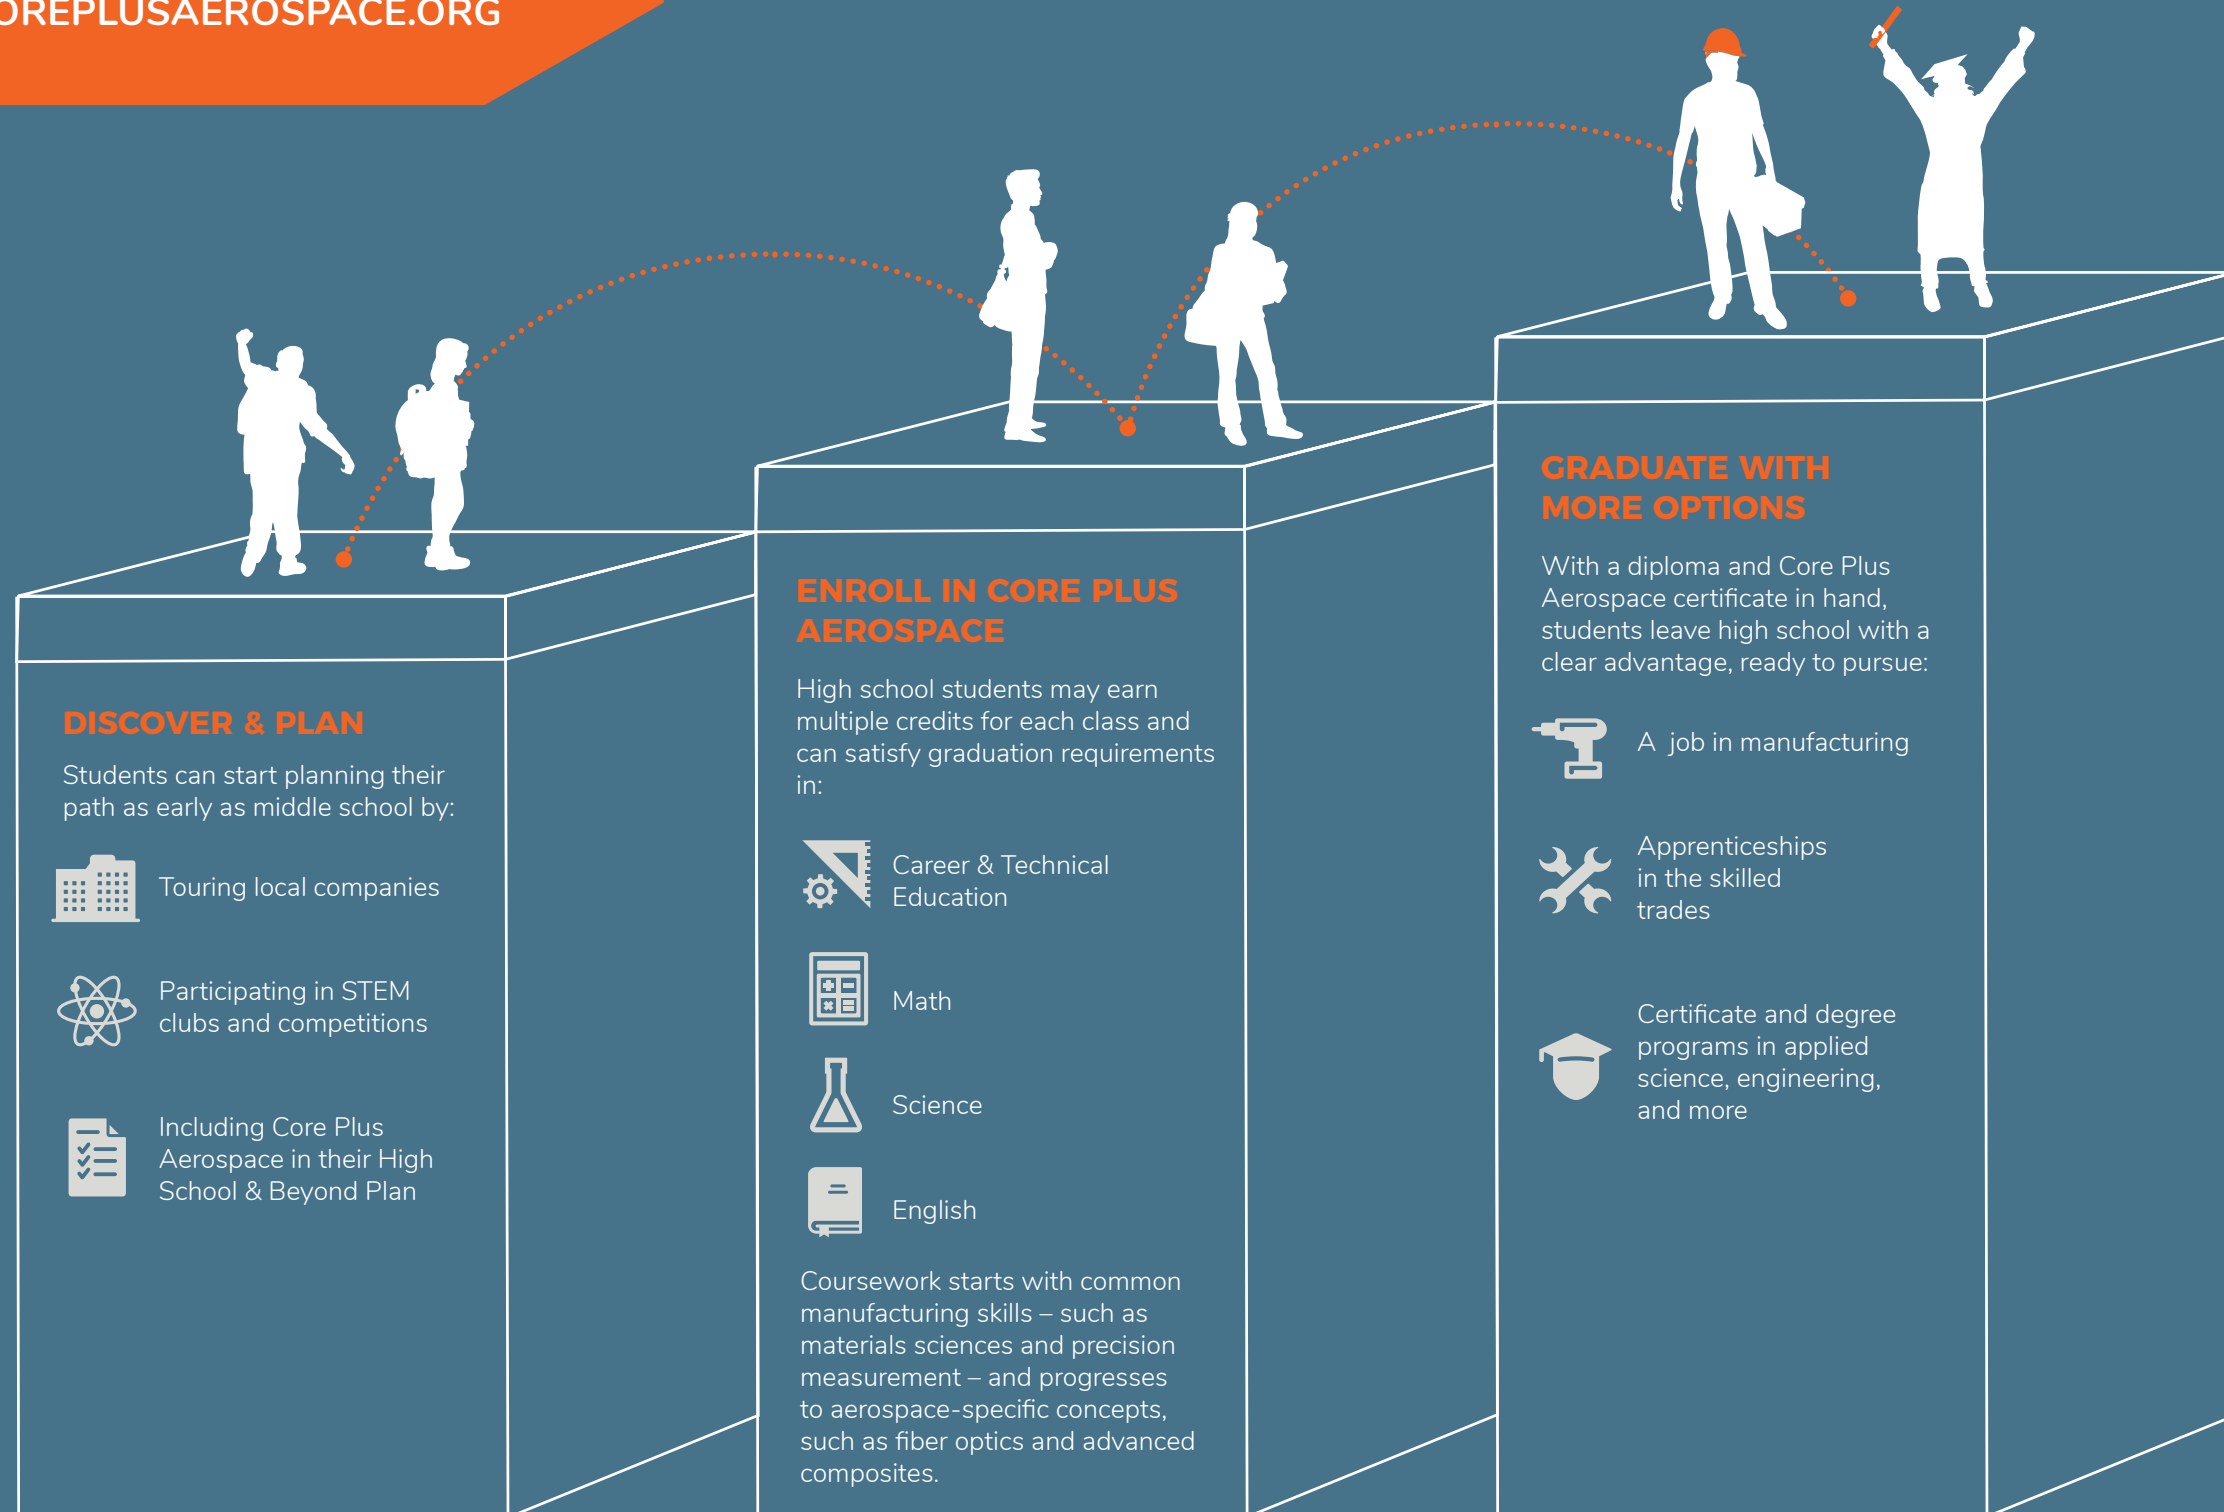 OREPLUSAEROSPACE.ORG
DISCOVER & PLAN
Students can start planning their
path as early as middle school by:
Touring local companies
Participating in STEM
clubs and competitions
Including Core Plus
Aerospace in their High
School & Beyond Plan
ENROLL IN CORE PLUS
AEROSPACE
High school students may earn
multiple credits for each class and
can satisfy graduation requirements
in:
Career & Technical
Education
Math
Science
English
Coursework starts with common
manufacturing skills – such as
materials sciences and precision
measurement – and progresses
to aerospace-specific concepts,
such as fiber optics and advanced
composites.
GRADUATE WITH
MORE OPTIONS
With a diploma and Core Plus
Aerospace certificate in hand,
students leave high school with a
clear advantage, ready to pursue:
A job in manufacturing
Apprenticeships
in the skilled
trades
Certificate and degree
programs in applied
science, engineering,
and more